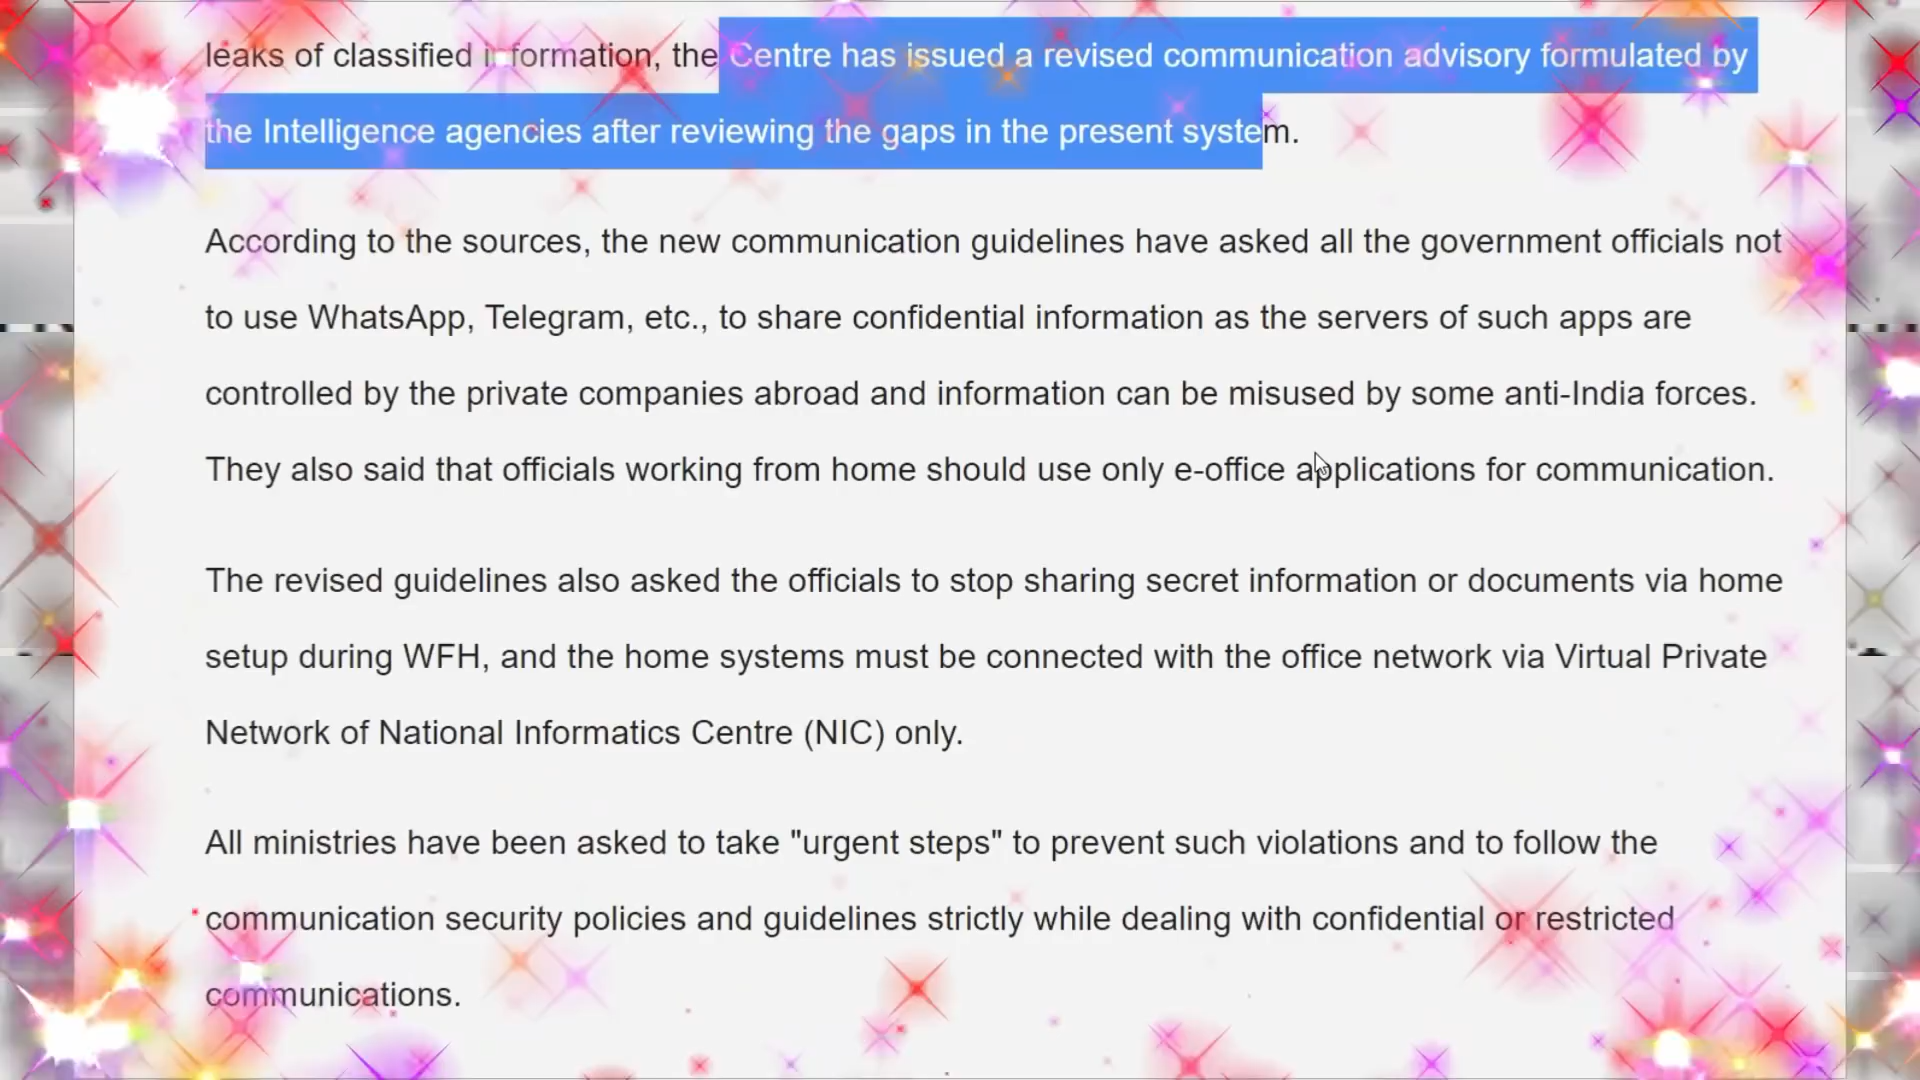 leaks of classified information, the Centre has issued a revised communication advisory formulated by
the Intelligence agencies after reviewing the gaps in the present system.
According to the sources, the new communication guidelines have asked all the government officials not
to use WhatsApp, Telegram, etc., to share confidential information as the servers of such apps are
controlled by the private companies abroad and information can be misused by some anti-India forces.
They also said that officials working from home should use only e-office applications for communication.
The revised guidelines also asked the officials to stop sharing secret information or documents via home
setup during WFH, and the home systems must be connected with the office network via Virtual Private
Network of National Informatics Centre (NIC) only.
All ministries have been asked to take "urgent steps" to prevent such violations and to follow the
communication security policies and guidelines strictly while dealing with confidential or restricted
communications.